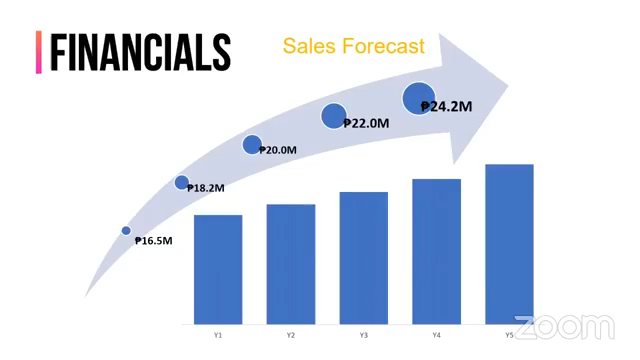 FINANCIALS
Sales Forecast
₱24.2M
₱22.0M
₱20.0M
₱18.2M
₱16.5M
Y1 Y2 Y3 Y4 Y5
zoom